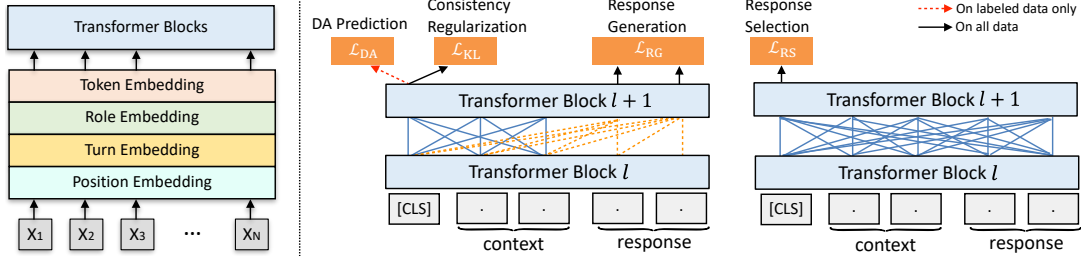 Transformer Blocks
Token Embedding
Role Embedding
Turn Embedding
Position Embedding
X1 X2 X3 ... XN
DA Prediction
Consistency
Regularization
Response
Generation
ℒDA ℒKL ℒRG
Transformer Block l + 1
Transformer Block l
[CLS] . . . .
context response
Response
Selection
ℒRS
On labeled data only
On all data
Transformer Block l + 1
Transformer Block l
[CLS] . . . .
context response